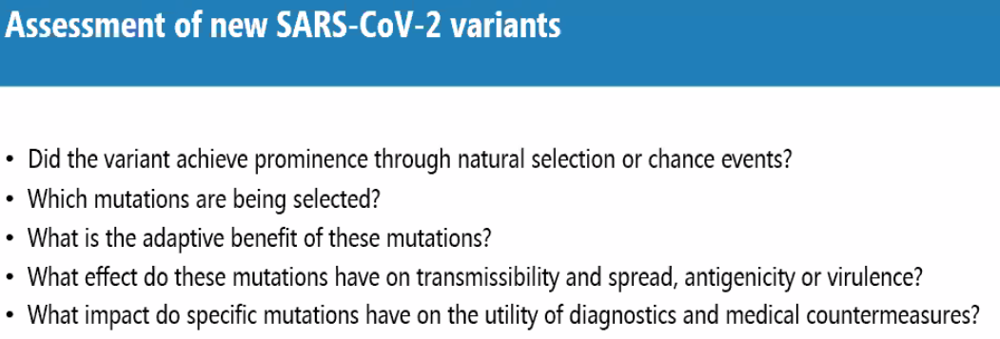 Assessment of new SARS-CoV-2 variants
• Did the variant achieve prominence through natural selection or chance events?
• Which mutations are being selected?
• What is the adaptive benefit of these mutations?
• What effect do these mutations have on transmissibility and spread, antigenicity or virulence?
• What impact do specific mutations have on the utility of diagnostics and medical countermeasures?